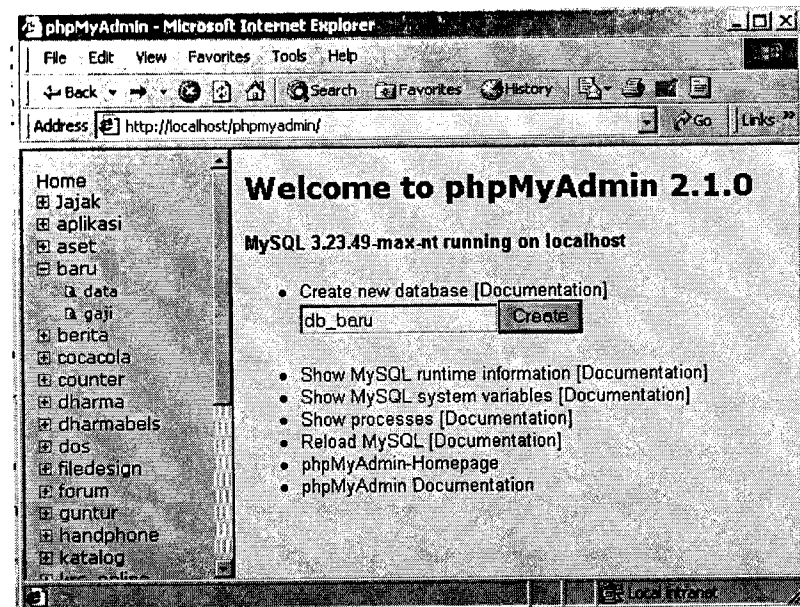 phpMyAdmin - Microsoft Internet Explorer
File Edit View Favorites Tools Help
Back Search Favorites History
Address http://localhost/phpmyadmin/ Go Links »
Home
Jajak
aplikasi
aset
baru
data
gaji
berita
cocacola
counter
dharma
dharmabels
dos
filedesign
forum
guntur
handphone
katalog
Welcome to phpMyAdmin 2.1.0
MySQL 3.23.49-max-nt running on localhost
• Create new database [Documentation]
db_baru Create
• Show MySQL runtime information [Documentation]
• Show MySQL system variables [Documentation]
• Show processes [Documentation]
• Reload MySQL [Documentation]
• phpMyAdmin-Homepage
• phpMyAdmin Documentation
Local intranet